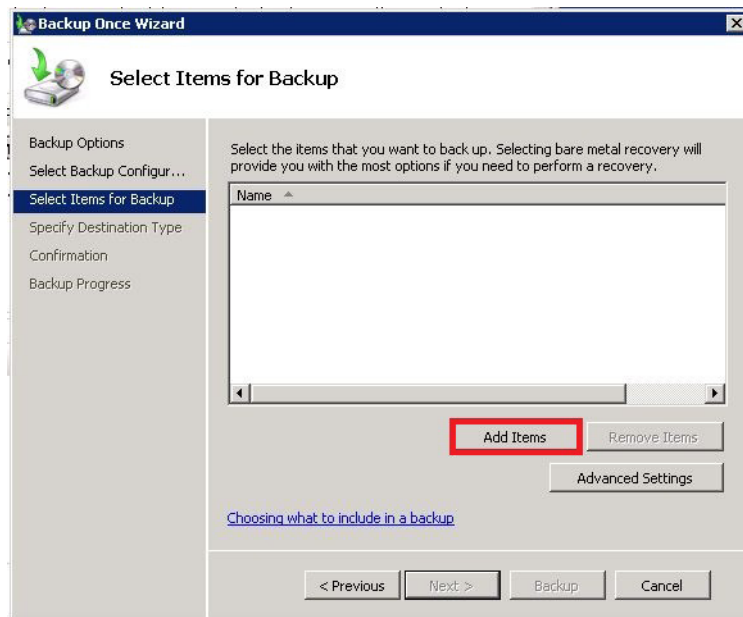 Backup Once Wizard
Select Items for Backup
Backup Options
Select Backup Configur...
Select Items for Backup
Specify Destination Type
Confirmation
Backup Progress
Select the items that you want to back up. Selecting bare metal recovery will
provide you with the most options if you need to perform a recovery.
Name
Add Items
Remove Items
Advanced Settings
Choosing what to include in a backup
< Previous
Next >
Backup
Cancel